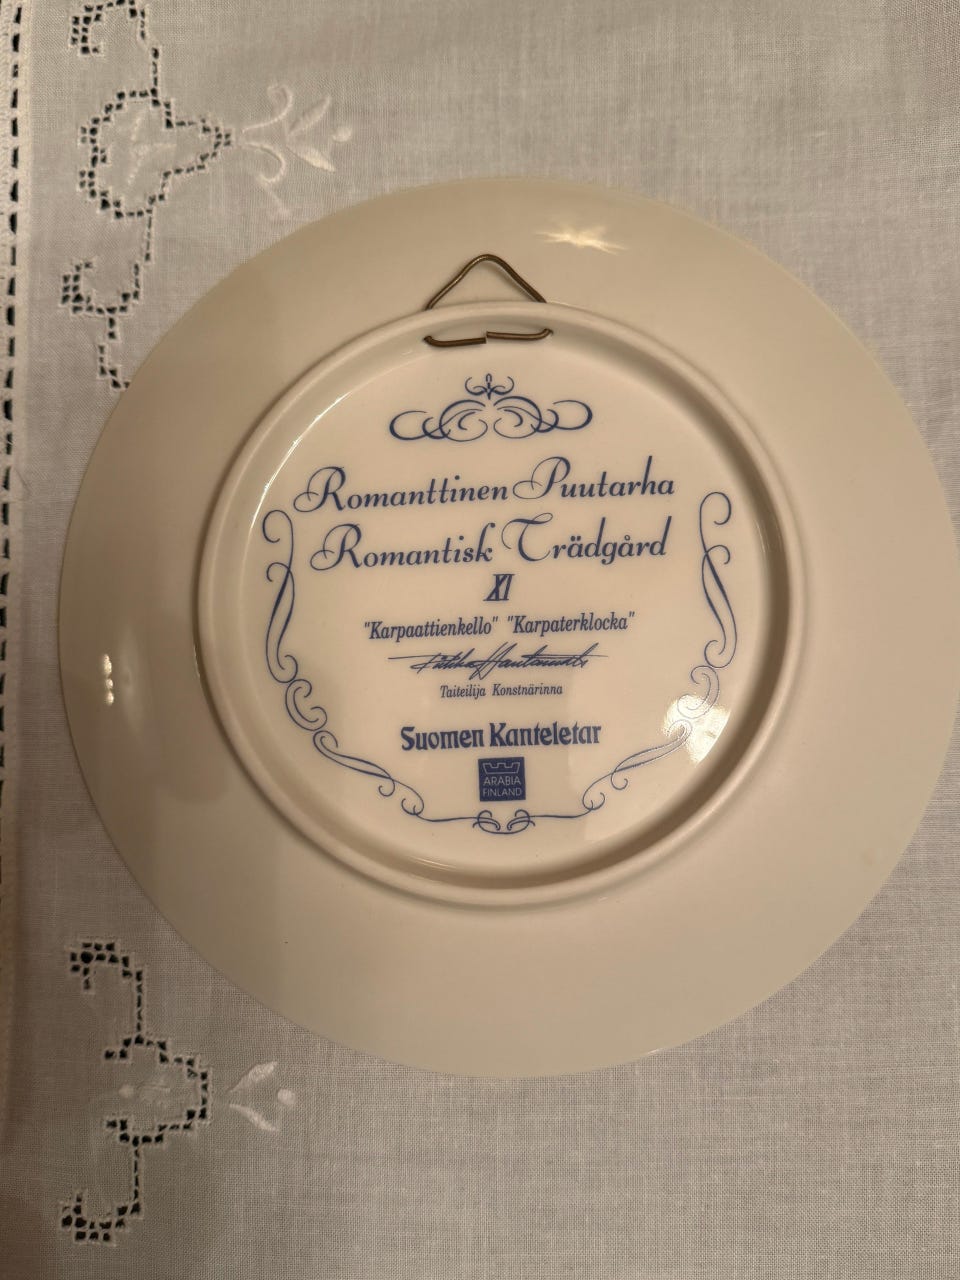 Romanttinen Puutarha
Romantisk Trädgård
XI
"Karpaattienkello" "Karpaterklocka"
Taiteilija Konstnärinna
Suomen Kanteletar
ARABIA
FINLAND